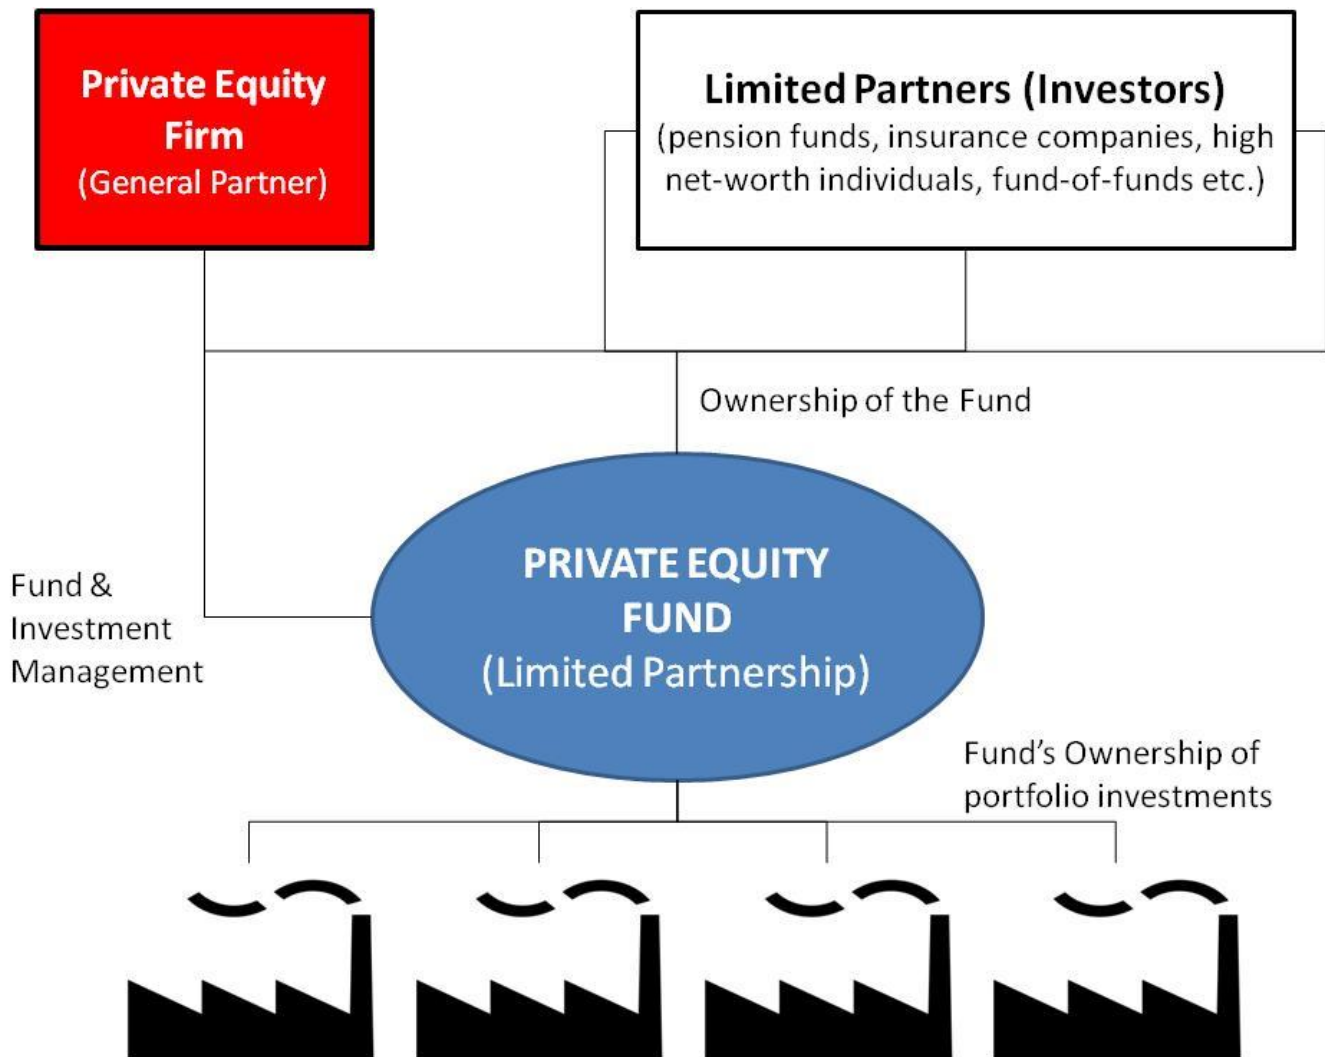 Private Equity
Firm
(General Partner)
Limited Partners (Investors)
(pension funds, insurance companies, high
net-worth individuals, fund-of-funds etc.)
Ownership of the Fund
Fund &
Investment
Management
PRIVATE EQUITY
FUND
(Limited Partnership)
Fund’s Ownership of
portfolio investments